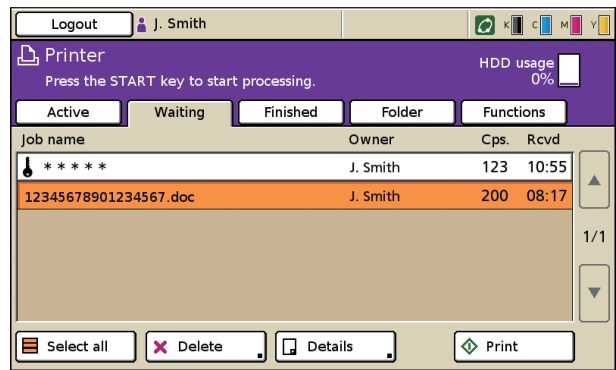 Logout J. Smith K C M Y
Printer HDD usage
Press the START key to start processing. 0%
Active Waiting Finished Folder Functions
Job name Owner Cps. Rcvd
* * * * * J. Smith 123 10:55
12345678901234567.doc J. Smith 200 08:17
1/1
Select all Delete Details Print